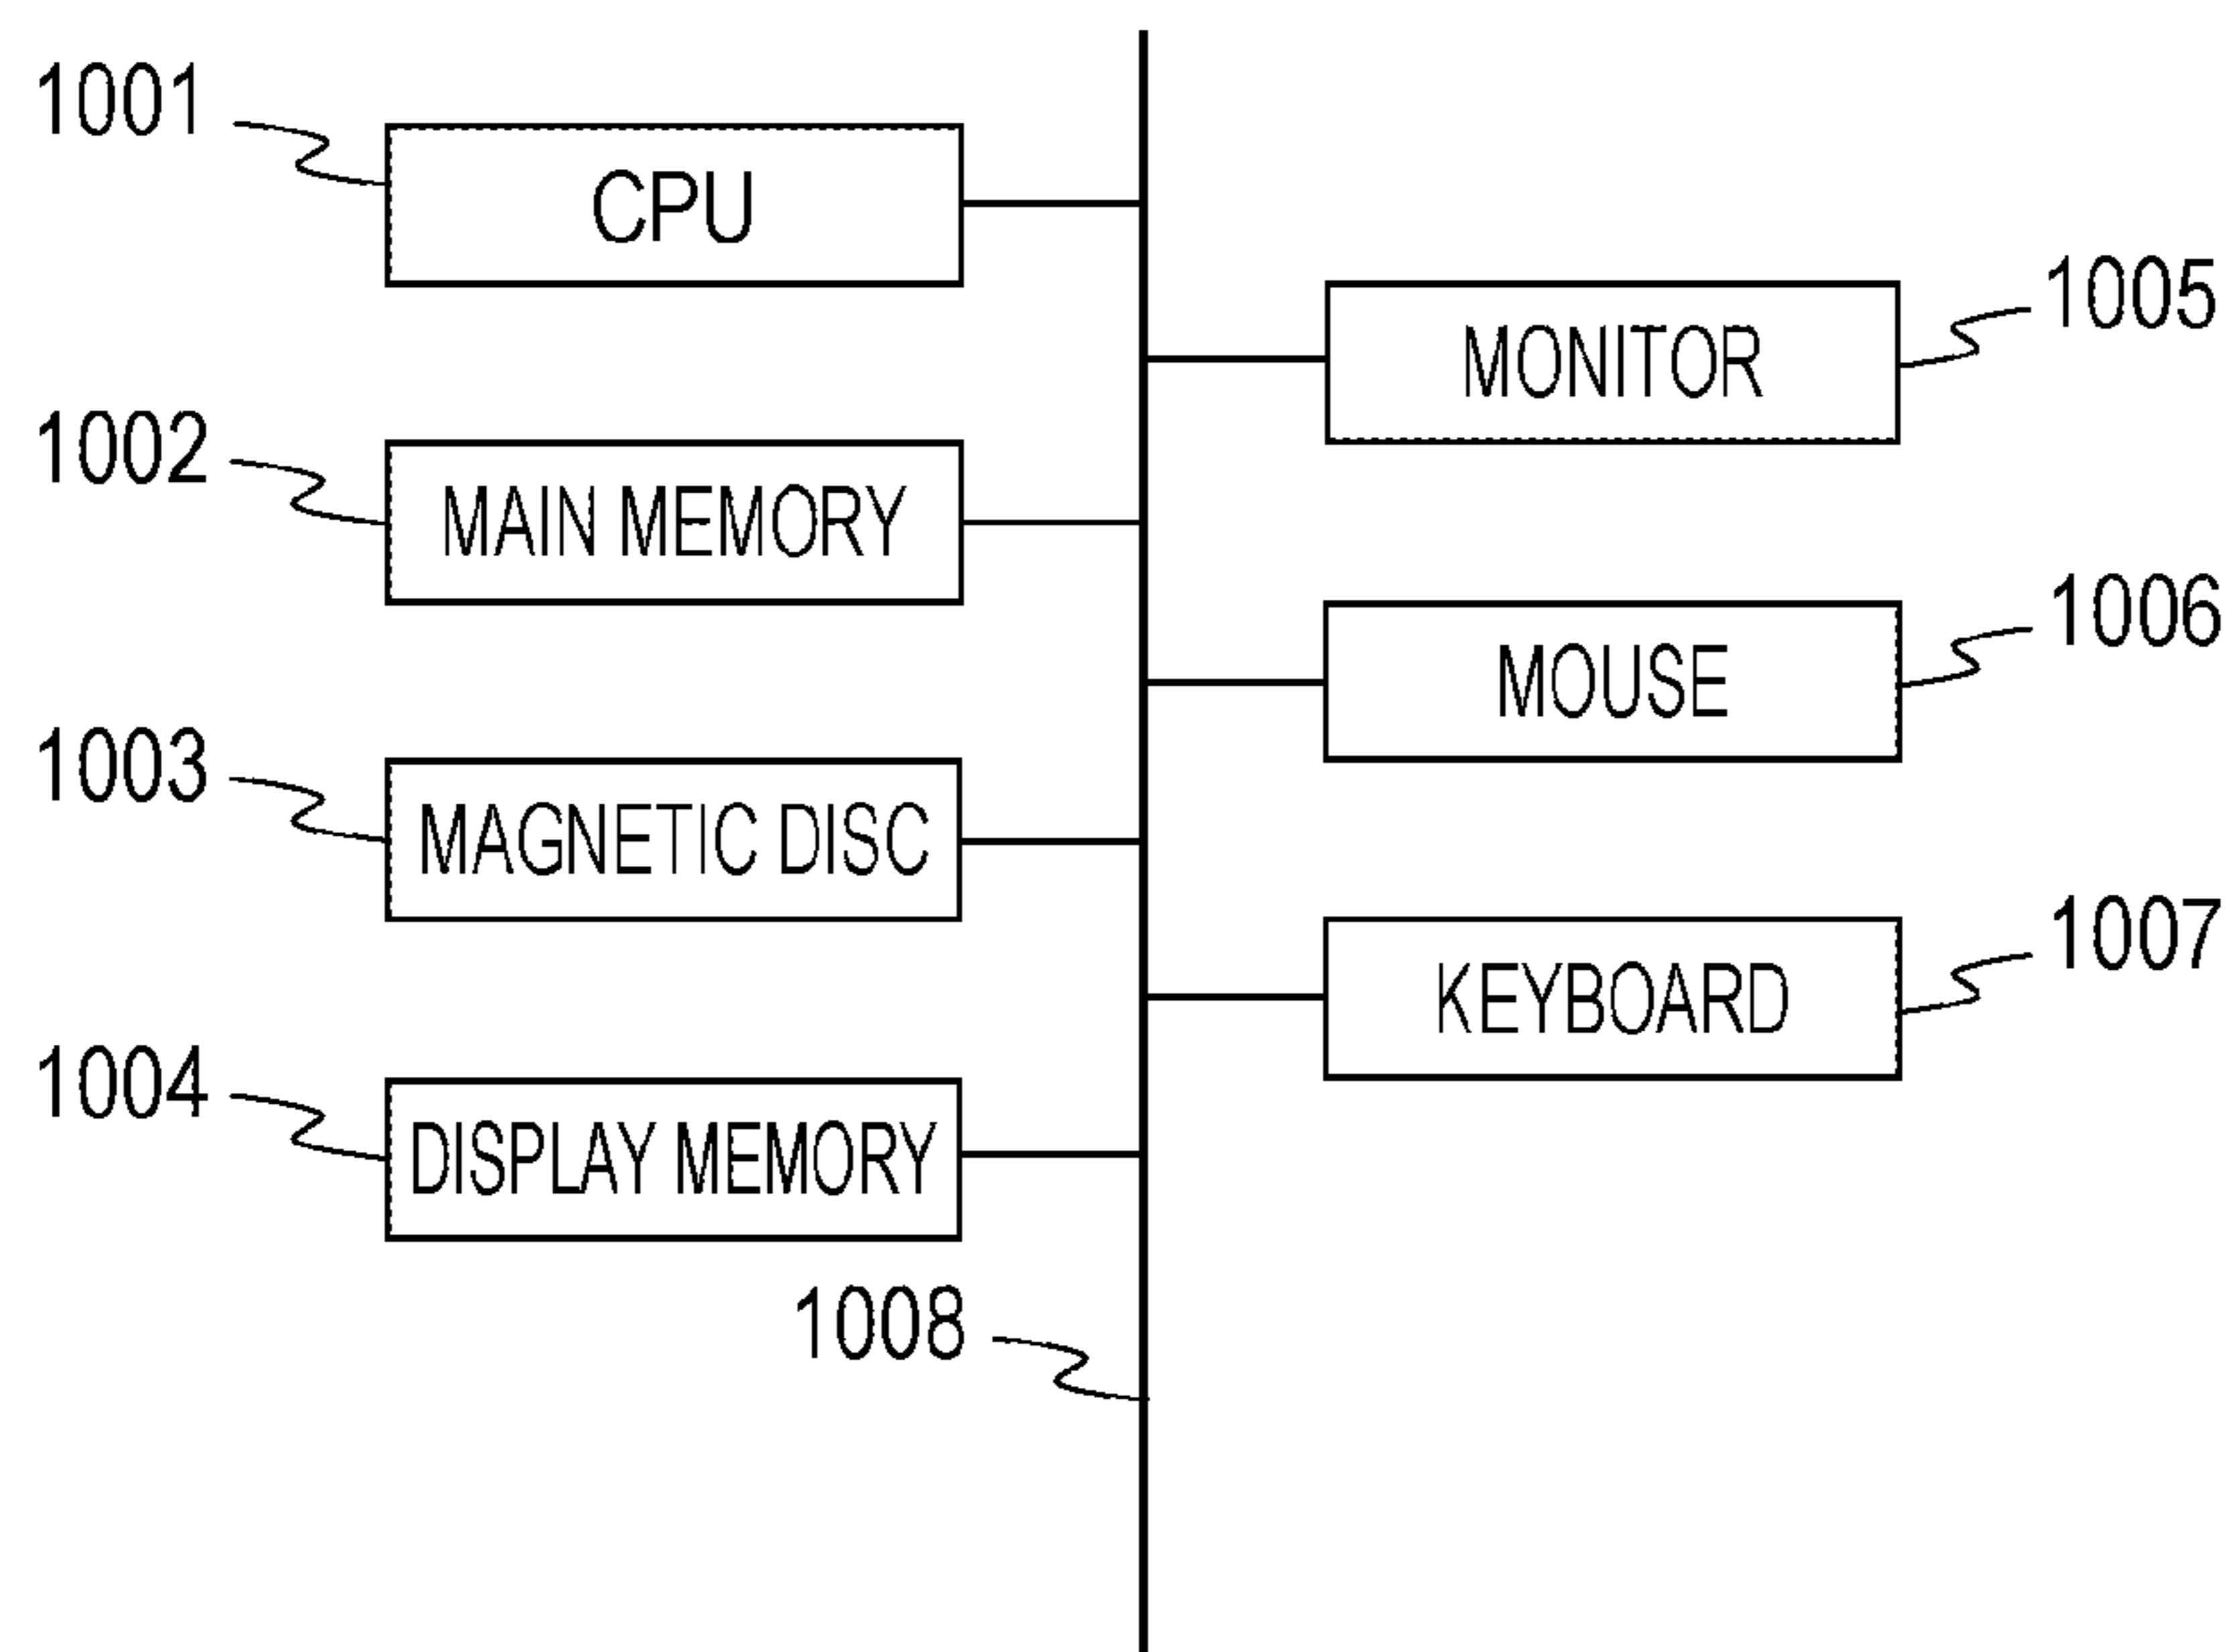 1001
CPU
1005
MONITOR
1002
MAIN MEMORY
1006
MOUSE
1003
MAGNETIC DISC
1007
KEYBOARD
1004
DISPLAY MEMORY
1008